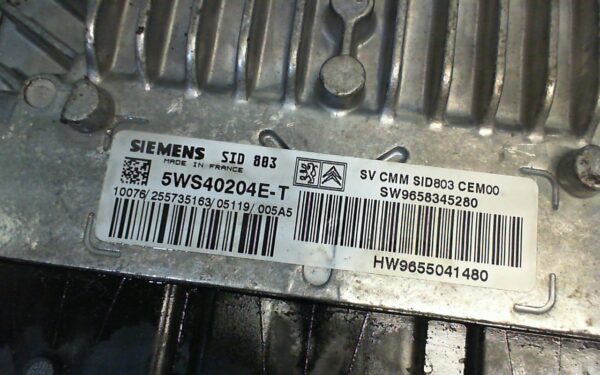 SIEMENS SID 803
MADE IN FRANCE
5WS40204E-T
10076/255735163/05119/005A5
SV CMM SID803 CEM00
SW9658345280
HW9655041480